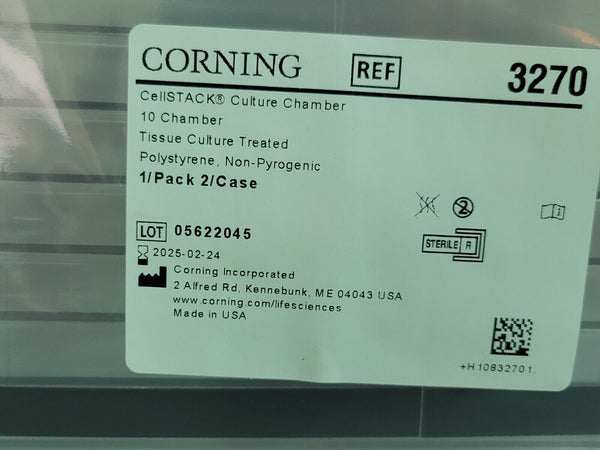 CORNING REF 3270
CellSTACK® Culture Chamber
10 Chamber
Tissue Culture Treated
Polystyrene, Non-Pyrogenic
1/Pack 2/Case
2
STERILE R
LOT 05622045
2025-02-24
Corning Incorporated
2 Alfred Rd, Kennebunk, ME 04043 USA
www.corning.com/lifesciences
Made in USA
+H10832701.